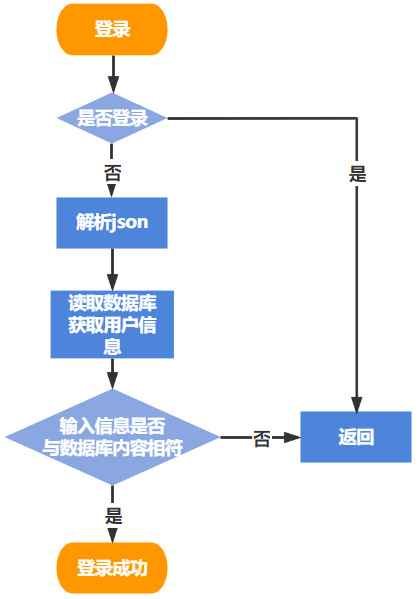 登录
是否登录
否
是
解析json
读取数据库
获取用户信
息
输入信息是否
与数据库内容相符
否
返回
是
登录成功